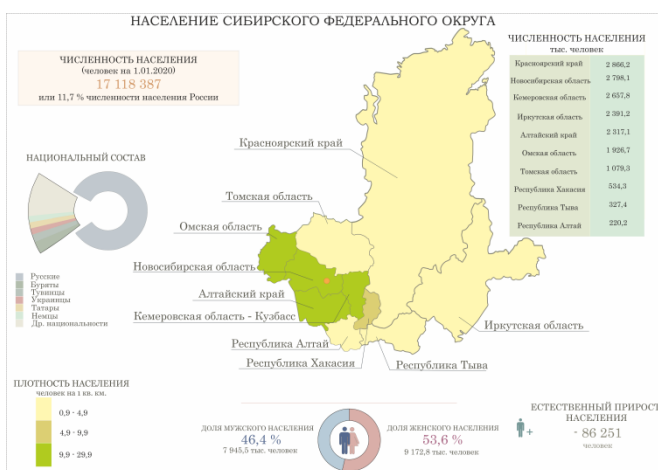 НАСЕЛЕНИЕ СИБИРСКОГО ФЕДЕРАЛЬНОГО ОКРУГА
ЧИСЛЕННОСТЬ НАСЕЛЕНИЯ
(человек на 1.01.2020)
17 118 387
или 11,7 % численности населения России
ЧИСЛЕННОСТЬ НАСЕЛЕНИЯ
тыс. человек
Красноярский край 2 866,2
Новосибирская область 2 798,1
Кемеровская область 2 657,8
Иркутская область 2 391,2
Алтайский край 2 317,1
Омская область 1 926,7
Томская область 1 079,3
Республика Хакасия 534,3
Республика Тыва 327,4
Республика Алтай 220,2
НАЦИОНАЛЬНЫЙ СОСТАВ
Русские
Буряты
Тувинцы
Украинцы
Татары
Немцы
Др. национальности
Красноярский край
Томская область
Омская область
Новосибирская область
Алтайский край
Кемеровская область - Кузбасс
Республика Алтай
Республика Хакасия
Республика Тыва
Иркутская область
ПЛОТНОСТЬ НАСЕЛЕНИЯ
человек на 1 кв. км.
0,9 - 4,9
4,9 - 9,9
9,9 - 29,9
ДОЛЯ МУЖСКОГО НАСЕЛЕНИЯ
46,4 %
7 945,5 тыс. человек
ДОЛЯ ЖЕНСКОГО НАСЕЛЕНИЯ
53,6 %
9 172,8 тыс. человек
ЕСТЕСТВЕННЫЙ ПРИРОСТ
НАСЕЛЕНИЯ
- 86 251
человек